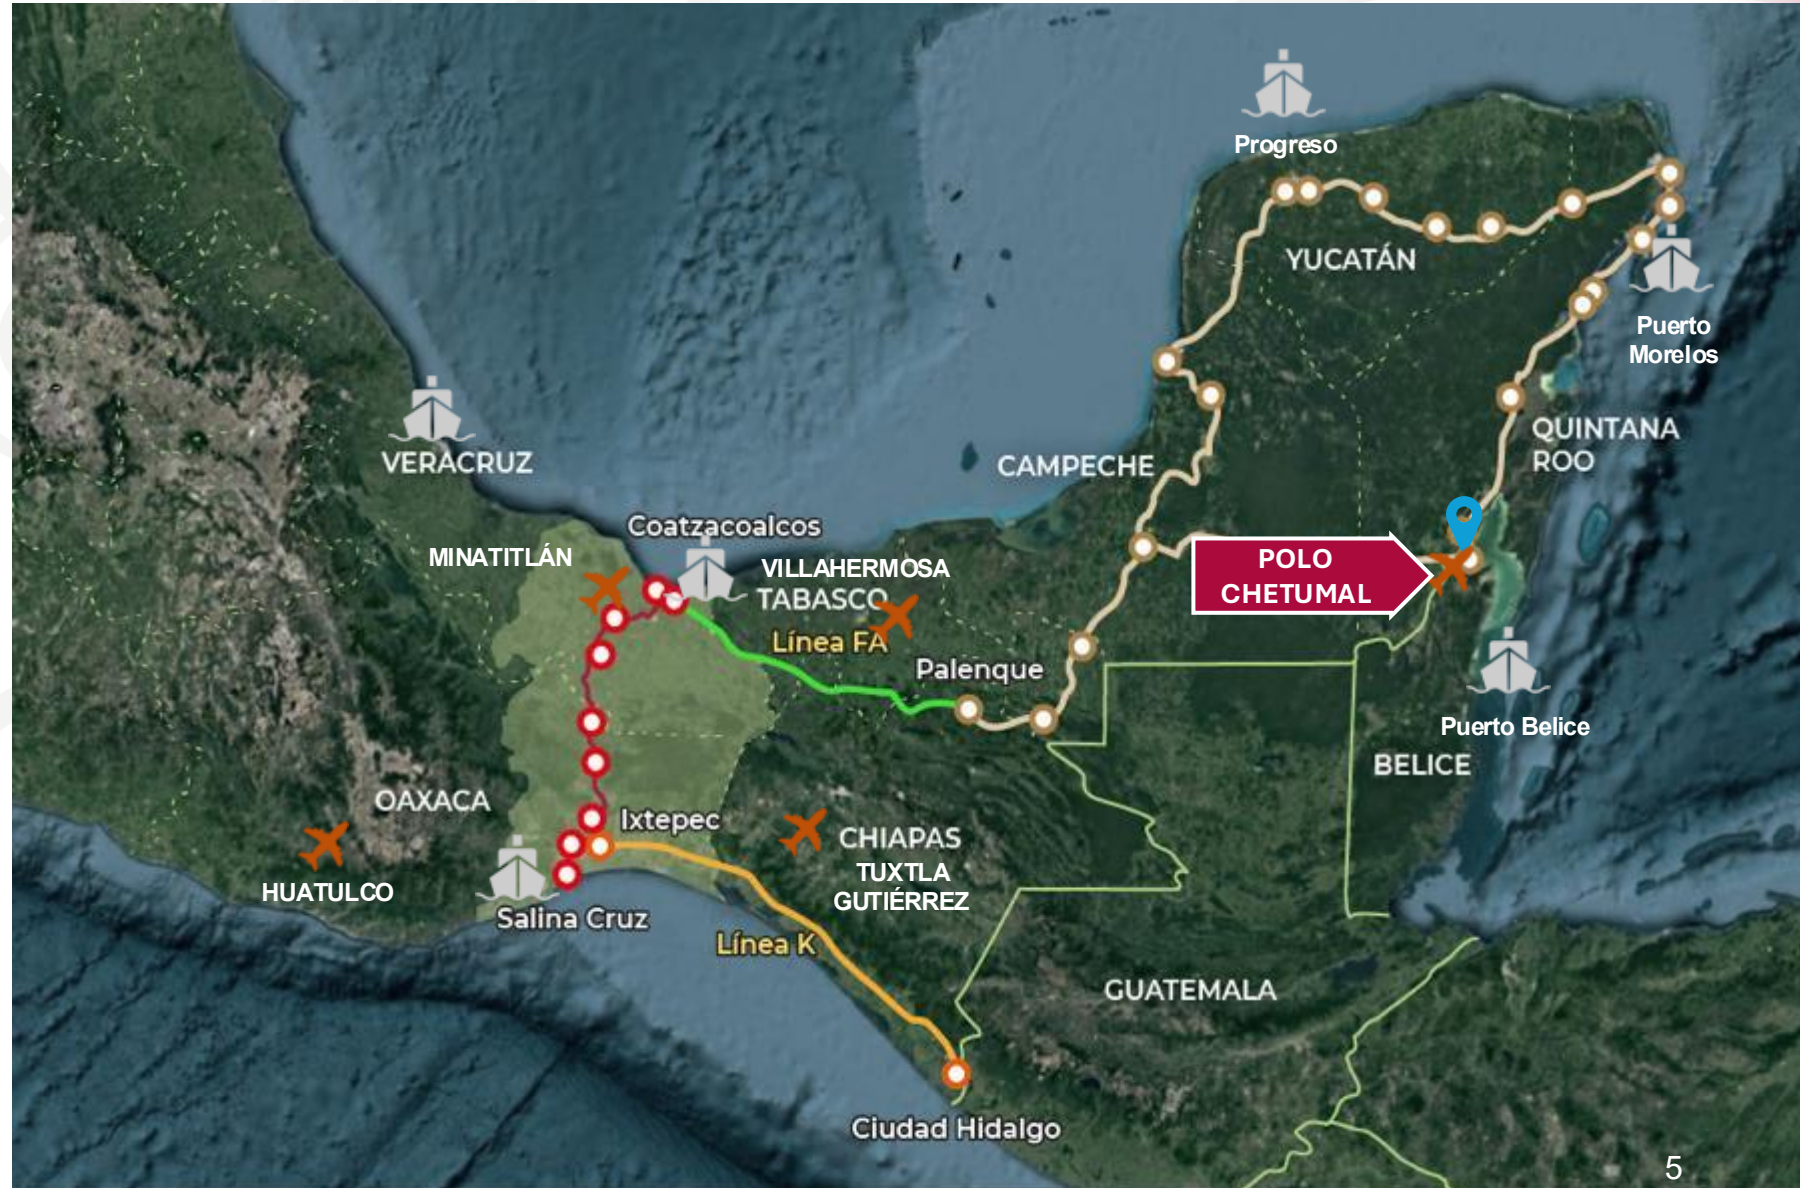 Progreso
YUCATÁN
Puerto
Morelos
QUINTANA
ROO
VERACRUZ
CAMPECHE
Coatzacoalcos
MINATITLÁN
VILLAHERMOSA
TABASCO
Línea FA
POLO
CHETUMAL
Palenque
Puerto Belice
BELICE
OAXACA
Ixtepec
CHIAPAS
TUXTLA
GUTIÉRREZ
HUATULCO
Salina Cruz
Línea K
GUATEMALA
Ciudad Hidalgo
5